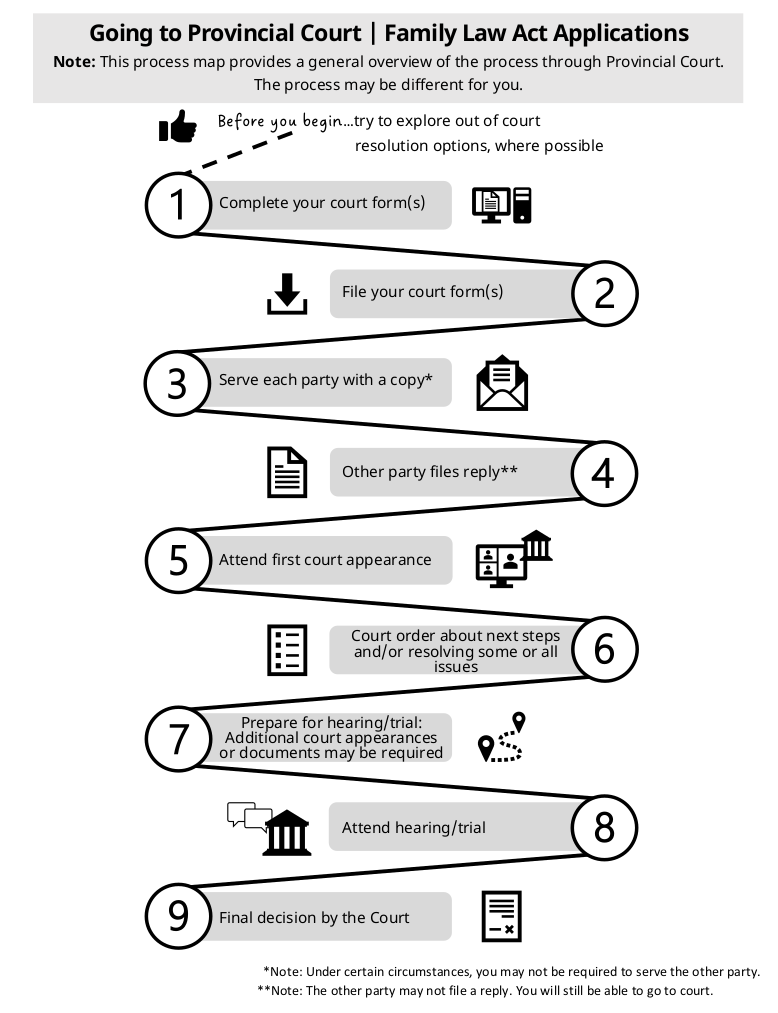 Going to Provincial Court | Family Law Act Applications
Note: This process map provides a general overview of the process through Provincial Court.
The process may be different for you.
Before you begin...try to explore out of court
resolution options, where possible
1 Complete your court form(s)
File your court form(s) 2
3 Serve each party with a copy*
Other party files reply** 4
5 Attend first court appearance
Court order about next steps
and/or resolving some or all
issues
6
7
Prepare for hearing/trial:
Additional court appearances
or documents may be required
Attend hearing/trial 8
9 Final decision by the Court
*Note: Under certain circumstances, you may not be required to serve the other party.
**Note: The other party may not file a reply. You will still be able to go to court.